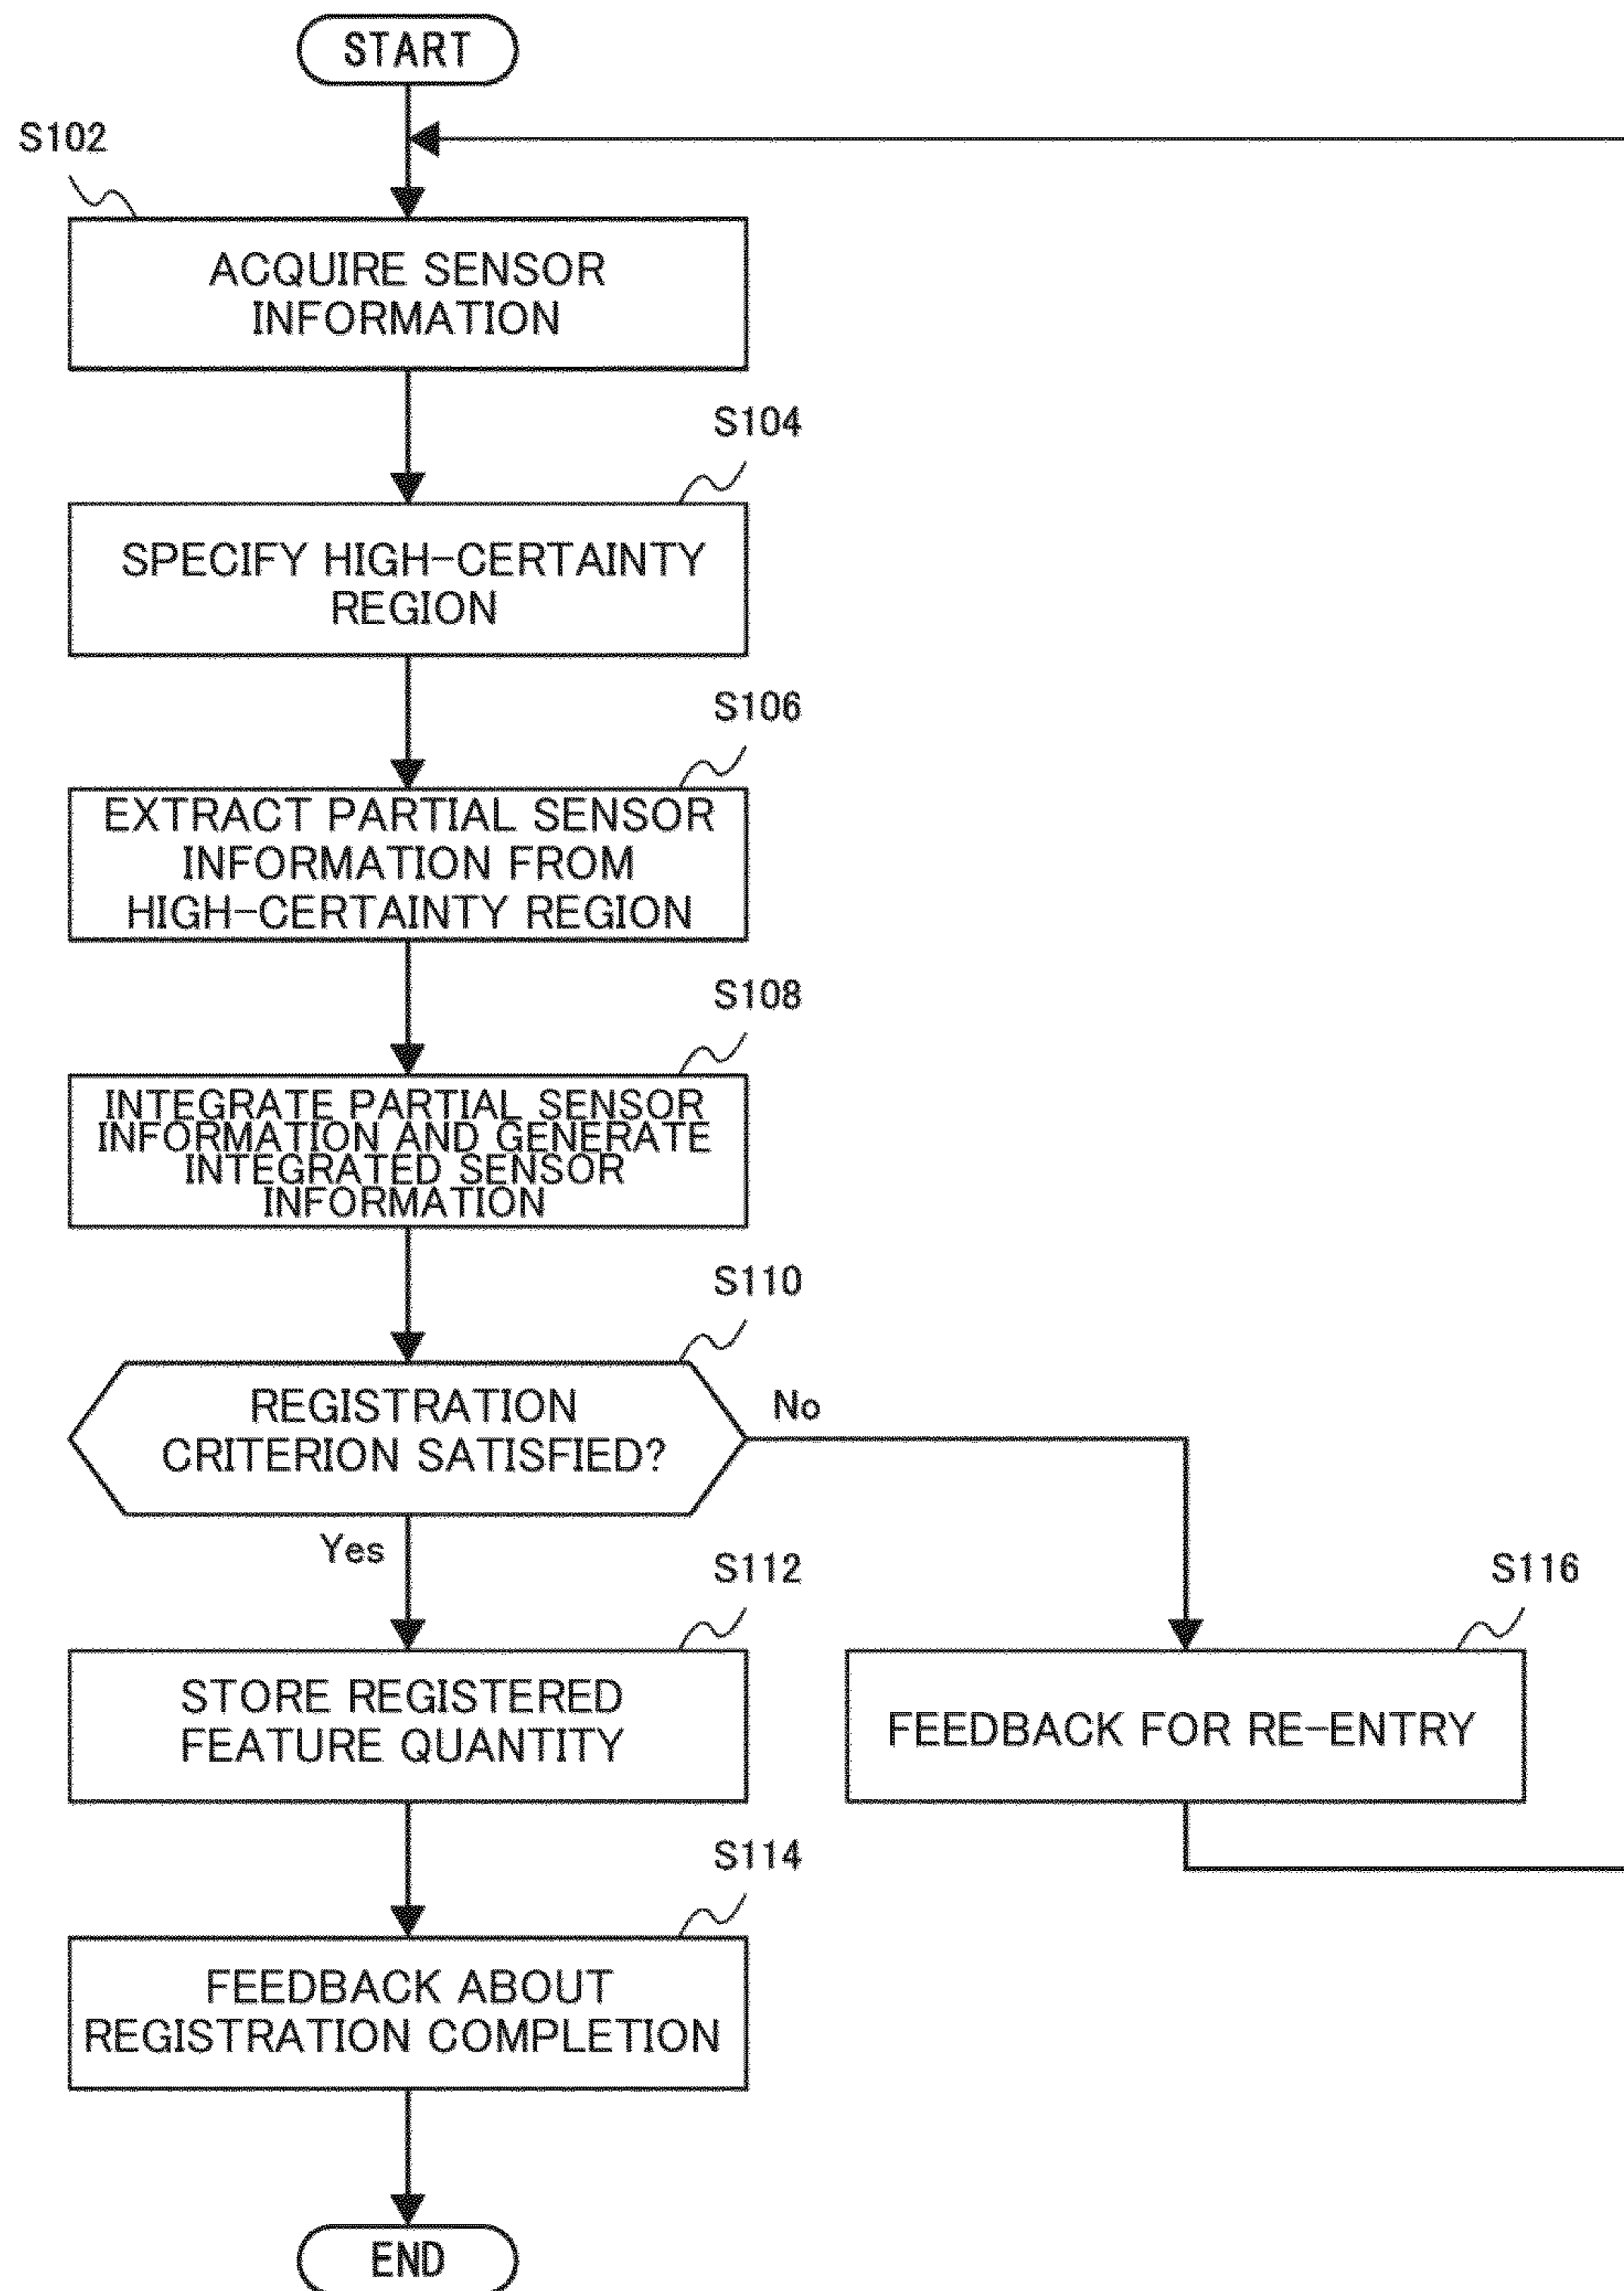 START
S102
ACQUIRE SENSOR
INFORMATION
S104
SPECIFY HIGH-CERTAINTY
REGION
S106
EXTRACT PARTIAL SENSOR
INFORMATION FROM
HIGH-CERTAINTY REGION
S108
INTEGRATE PARTIAL SENSOR
INFORMATION AND GENERATE
INTEGRATED SENSOR
INFORMATION
S110
REGISTRATION
CRITERION SATISFIED?
No
Yes
S112
STORE REGISTERED
FEATURE QUANTITY
S116
FEEDBACK FOR RE-ENTRY
S114
FEEDBACK ABOUT
REGISTRATION COMPLETION
END